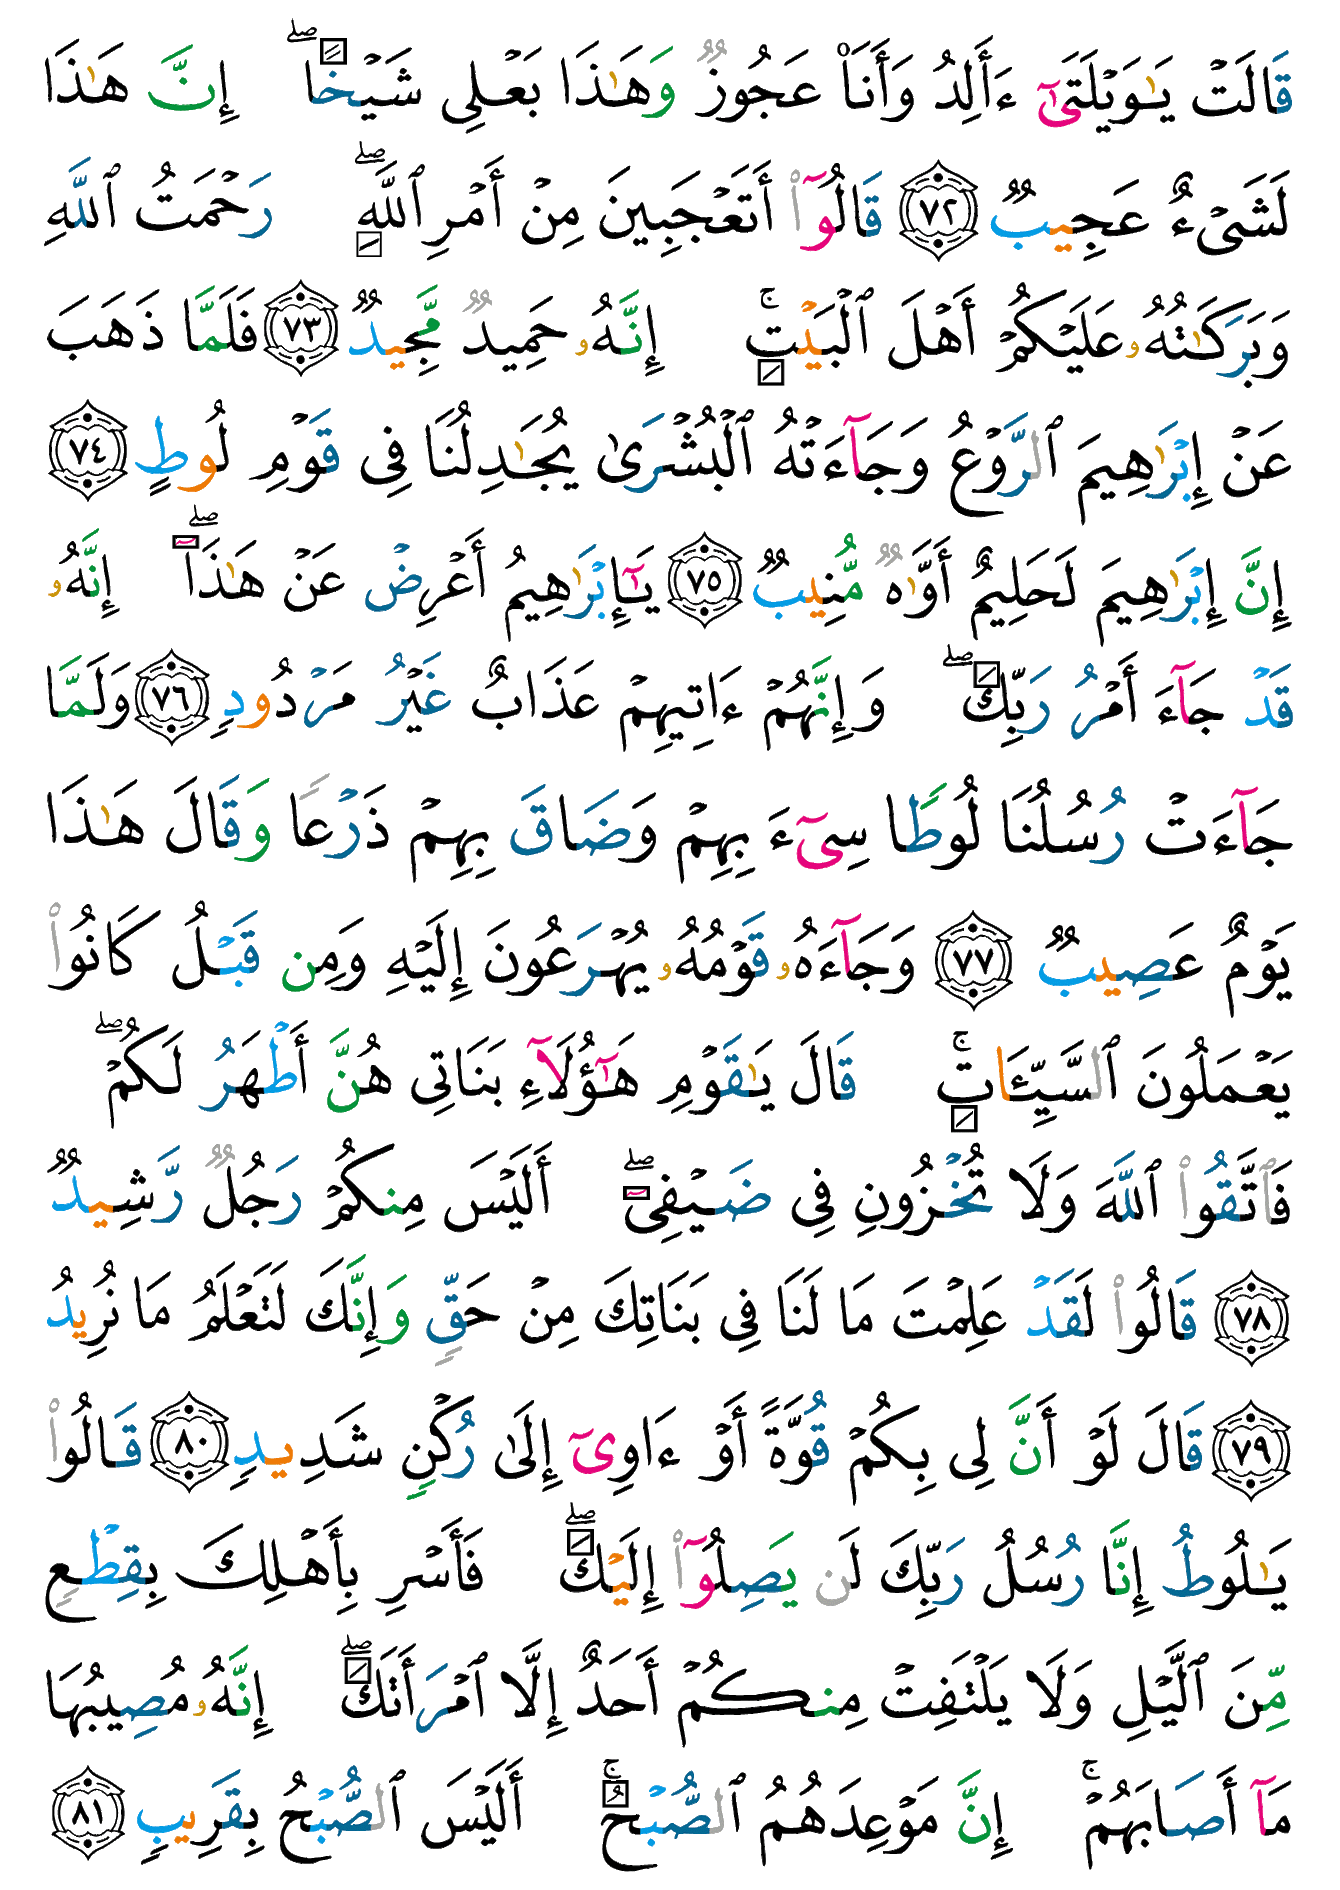 قَالَتْ يَـٰوَيْلَتَىٰٓ ءَأَلِدُ وَأَنَا۠ عَجُوزٌ وَهَـٰذَا بَعْلِى شَيْخًا ۖ إِنَّ هَـٰذَا
لَشَىْءٌ عَجِيبٌ ٧٢ قَالُوٓا۟ أَتَعْجَبِينَ مِنْ أَمْرِ ٱللَّهِ ۖ رَحْمَتُ ٱللَّهِ
وَبَرَكَـٰتُهُۥ عَلَيْكُمْ أَهْلَ ٱلْبَيْتِ ۚ إِنَّهُۥ حَمِيدٌ مَّجِيدٌ ٧٣ فَلَمَّا ذَهَبَ
عَنْ إِبْرَٰهِيمَ ٱلرَّوْعُ وَجَآءَتْهُ ٱلْبُشْرَىٰ يُجَـٰدِلُنَا فِى قَوْمِ لُوطٍ ٧٤
إِنَّ إِبْرَٰهِيمَ لَحَلِيمٌ أَوَّٰهٌ مُّنِيبٌ ٧٥ يَـٰٓإِبْرَٰهِيمُ أَعْرِضْ عَنْ هَـٰذَآ ۖ إِنَّهُۥ
قَدْ جَآءَ أَمْرُ رَبِّكَ ۖ وَإِنَّهُمْ ءَاتِيهِمْ عَذَابٌ غَيْرُ مَرْدُودٍ ٧٦ وَلَمَّا
جَآءَتْ رُسُلُنَا لُوطًا سِىٓءَ بِهِمْ وَضَاقَ بِهِمْ ذَرْعًا وَقَالَ هَـٰذَا
يَوْمٌ عَصِيبٌ ٧٧ وَجَآءَهُۥ قَوْمُهُۥ يُهْرَعُونَ إِلَيْهِ وَمِن قَبْلُ كَانُوا۟
يَعْمَلُونَ ٱلسَّيِّـَٔاتِ ۚ قَالَ يَـٰقَوْمِ هَـٰٓؤُلَآءِ بَنَاتِى هُنَّ أَطْهَرُ لَكُمْ ۖ
فَٱتَّقُوا۟ ٱللَّهَ وَلَا تُخْزُونِ فِى ضَيْفِىٓ ۖ أَلَيْسَ مِنكُمْ رَجُلٌ رَّشِيدٌ
٧٨ قَالُوا۟ لَقَدْ عَلِمْتَ مَا لَنَا فِى بَنَاتِكَ مِنْ حَقٍّ وَإِنَّكَ لَتَعْلَمُ مَا نُرِيدُ
٧٩ قَالَ لَوْ أَنَّ لِى بِكُمْ قُوَّةً أَوْ ءَاوِىٓ إِلَىٰ رُكْنٍ شَدِيدٍ ٨٠ قَالُوا۟
يَـٰلُوطُ إِنَّا رُسُلُ رَبِّكَ لَن يَصِلُوٓا۟ إِلَيْكَ ۖ فَأَسْرِ بِأَهْلِكَ بِقِطْعٍ
مِّنَ ٱلَّيْلِ وَلَا يَلْتَفِتْ مِنكُمْ أَحَدٌ إِلَّا ٱمْرَأَتَكَ ۖ إِنَّهُۥ مُصِيبُهَا
مَآ أَصَابَهُمْ ۚ إِنَّ مَوْعِدَهُمُ ٱلصُّبْحُ ۚ أَلَيْسَ ٱلصُّبْحُ بِقَرِيبٍ ٨١